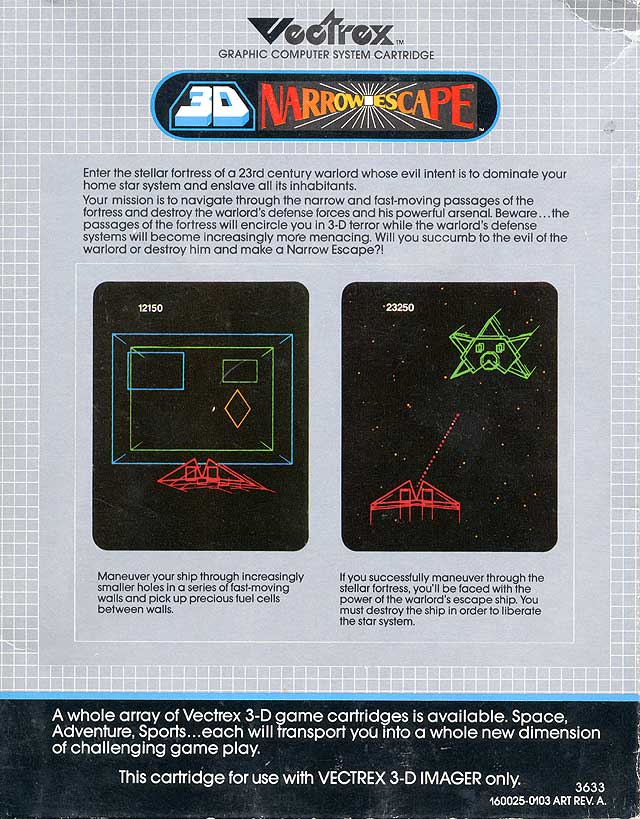 Vectrex™
GRAPHIC COMPUTER SYSTEM CARTRIDGE
3D NARROW ESCAPE™
Enter the stellar fortress of a 23rd century warlord whose evil intent is to dominate your
home star system and enslave all its inhabitants.
Your mission is to navigate through the narrow and fast-moving passages of the
fortress and destroy the warlord's defense forces and his powerful arsenal. Beware...the
passages of the fortress will encircle you in 3-D terror while the warlord's defense
systems will become increasingly more menacing. Will you succumb to the evil of the
warlord or destroy him and make a Narrow Escape?!
12150
23250
Maneuver your ship through increasingly
smaller holes in a series of fast-moving
walls and pick up precious fuel cells
between walls.
If you successfully maneuver through the
stellar fortress, you'll be faced with the
power of the warlord's escape ship. You
must destroy the ship in order to liberate
the star system.
A whole array of Vectrex 3-D game cartridges is available. Space,
Adventure, Sports...each will transport you into a whole new dimension
of challenging game play.
This cartridge for use with VECTREX 3-D IMAGER only.
3633
160025-0103 ART REV. A.